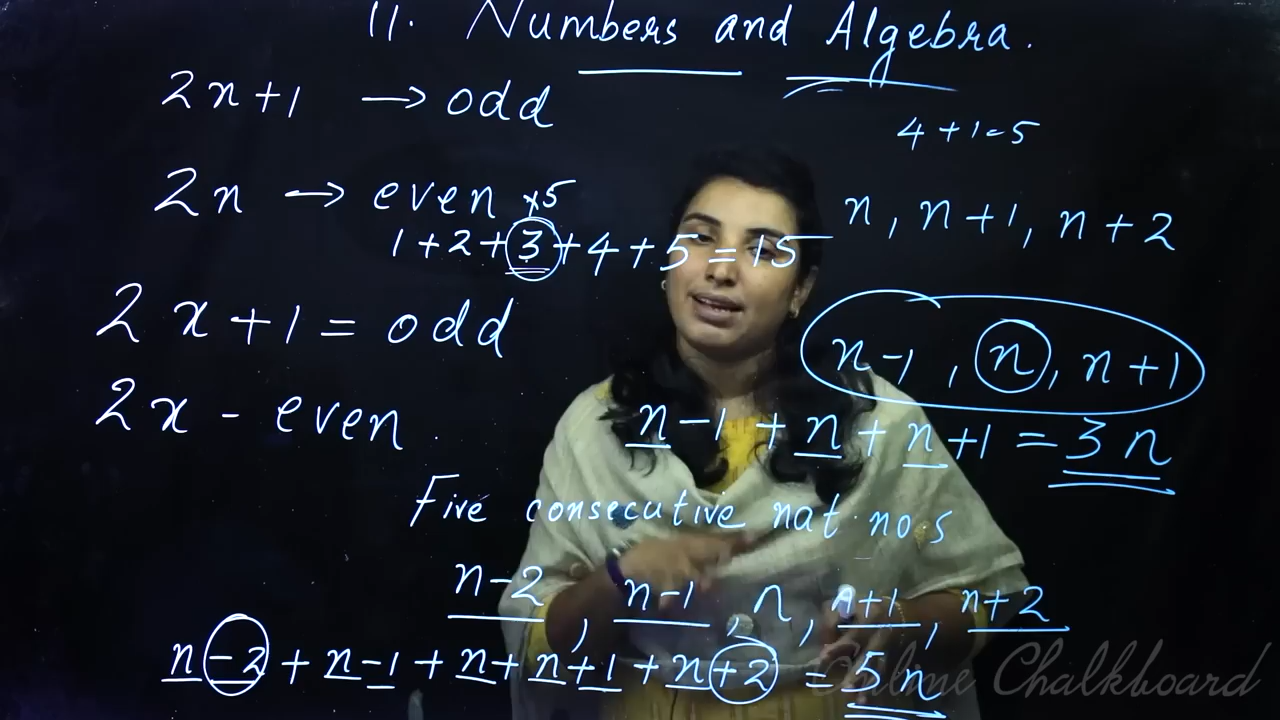 11. Numbers and Algebra.
2n+1 → odd
4+1=5
2n → even ×5
n, n+1, n+2
1+2+3+4+5=15
2x+1=odd
n-1, n, n+1
2x - even.
n-1+n+n+1=3n
Five consecutive nat. nos
n-2, n-1, n, n+1, n+2
n-2+n-1+n+n+1+n+2=5n
Online Chalkboard